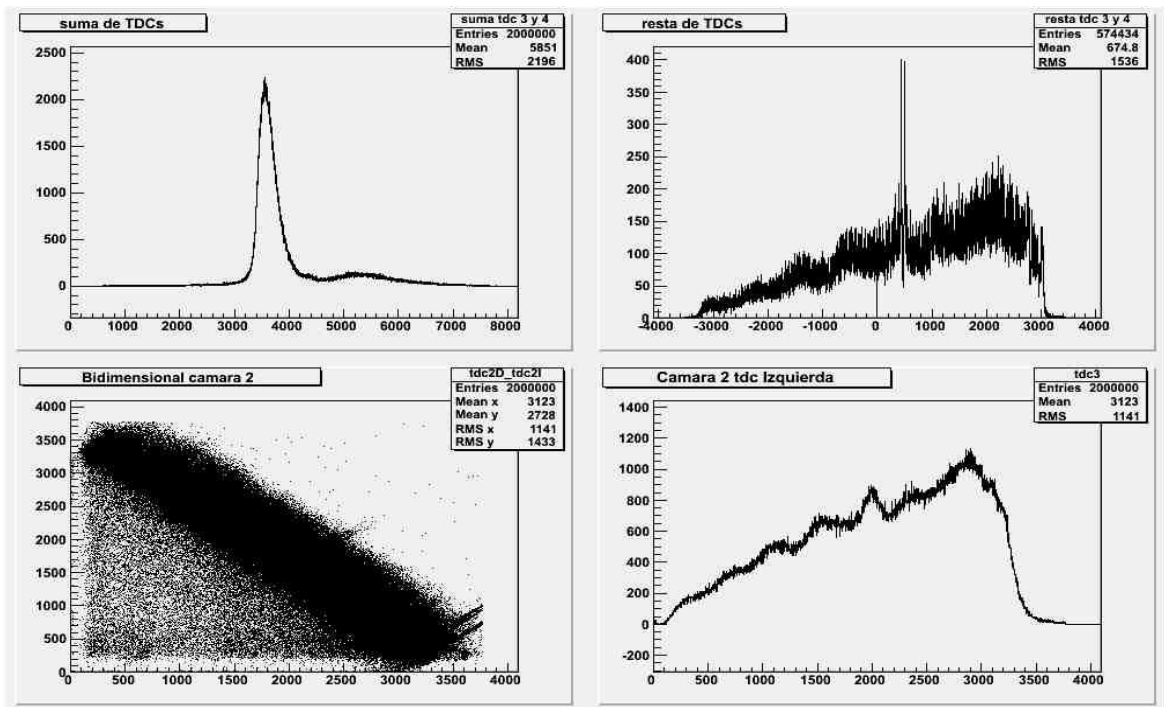 suma de TDCs
suma tdc 3 y 4
Entries 2000000
Mean 5851
RMS 2196
2500
2000
1500
1000
500
0
0 1000 2000 3000 4000 5000 6000 7000 8000
resta de TDCs
resta tdc 3 y 4
Entries 574434
Mean 674.8
RMS 1536
400
350
300
250
200
150
100
50
0
-4000 -3000 -2000 -1000 0 1000 2000 3000 4000
Bidimensional camara 2
tdc2D_tdc2I
Entries 2000000
Mean x 3123
Mean y 2728
RMS x 1141
RMS y 1433
4000
3500
3000
2500
2000
1500
1000
500
0
0 500 1000 1500 2000 2500 3000 3500 4000
Camara 2 tdc Izquierda
tdc3
Entries 2000000
Mean 3123
RMS 1141
1400
1200
1000
800
600
400
200
0
-200
0 500 1000 1500 2000 2500 3000 3500 4000